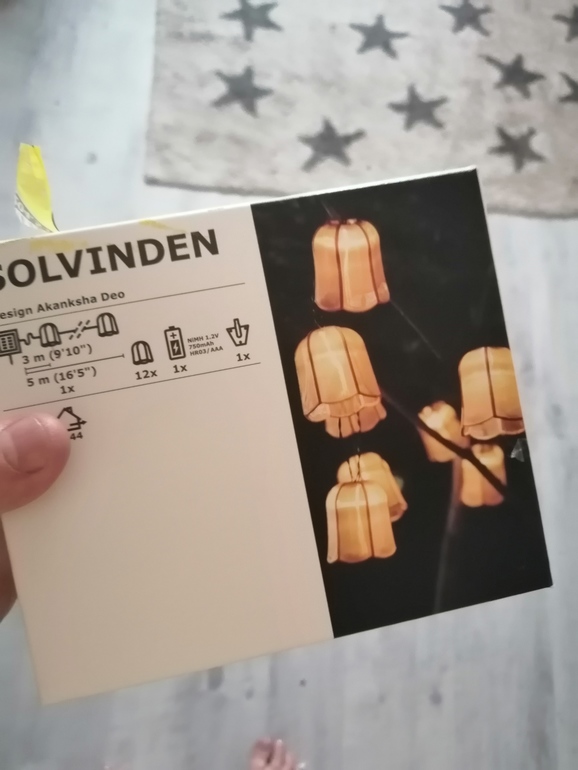 SOLVINDEN
Design Akanksha Deo
3 m (9'10")
5 m (16'5")
1x
12x
1x
NiMH 1.2V
750mAh
HR03/AAA
1x
44